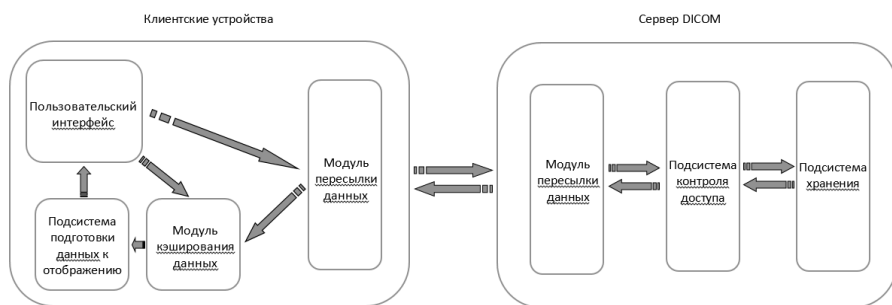 Клиентские устройства
Сервер DICOM
Пользовательский
интерфейс
Модуль
пересылки
данных
Подсистема
подготовки
данных к
отображению
Модуль
кэширования
данных
Модуль
пересылки
данных
Подсистема
контроля
доступа
Подсистема
хранения